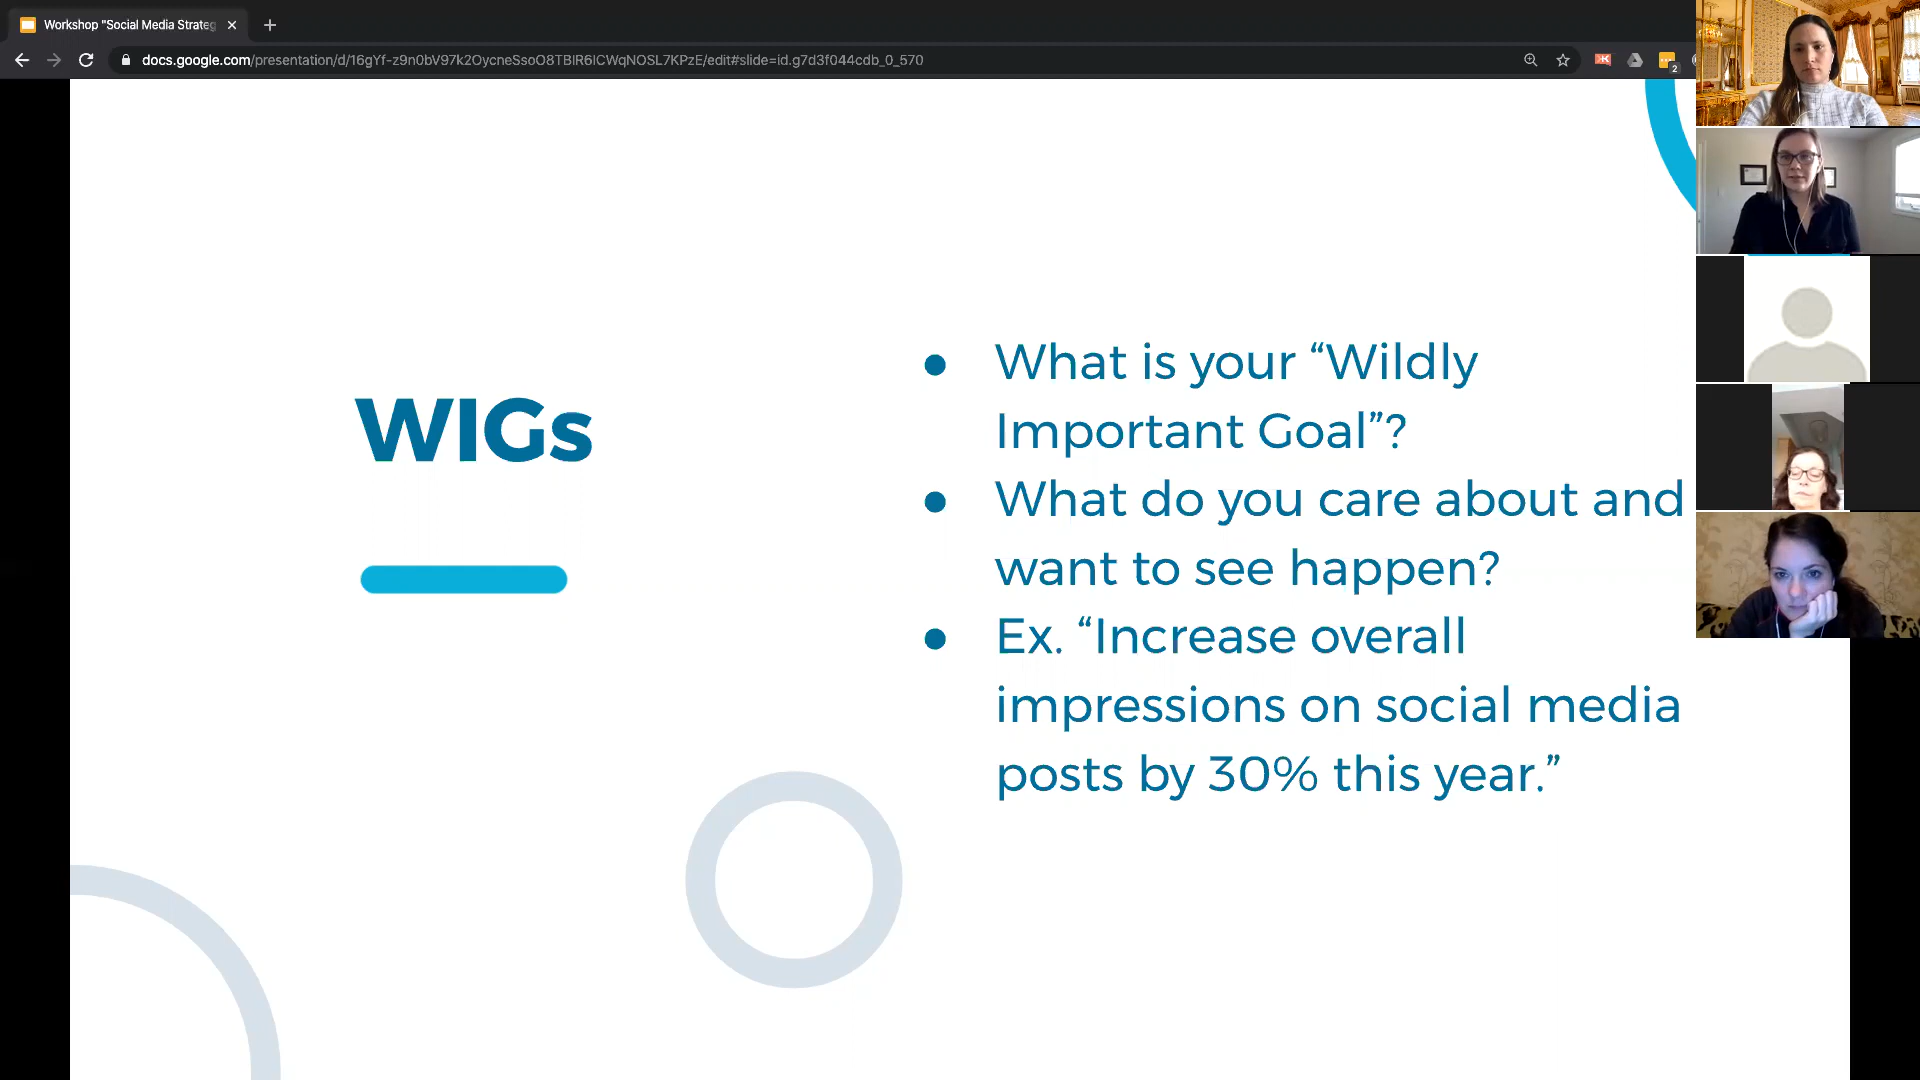 Workshop "Social Media Strateg
docs.google.com/presentation/d/16gYf-z9n0bV97k2OycneSsoO8TBIR6ICWqNOSL7KPzE/edit#slide=id.g7d3f044cdb_0_570
2
WIGs
● What is your “Wildly
Important Goal”?
● What do you care about and
want to see happen?
● Ex. “Increase overall
impressions on social media
posts by 30% this year.”